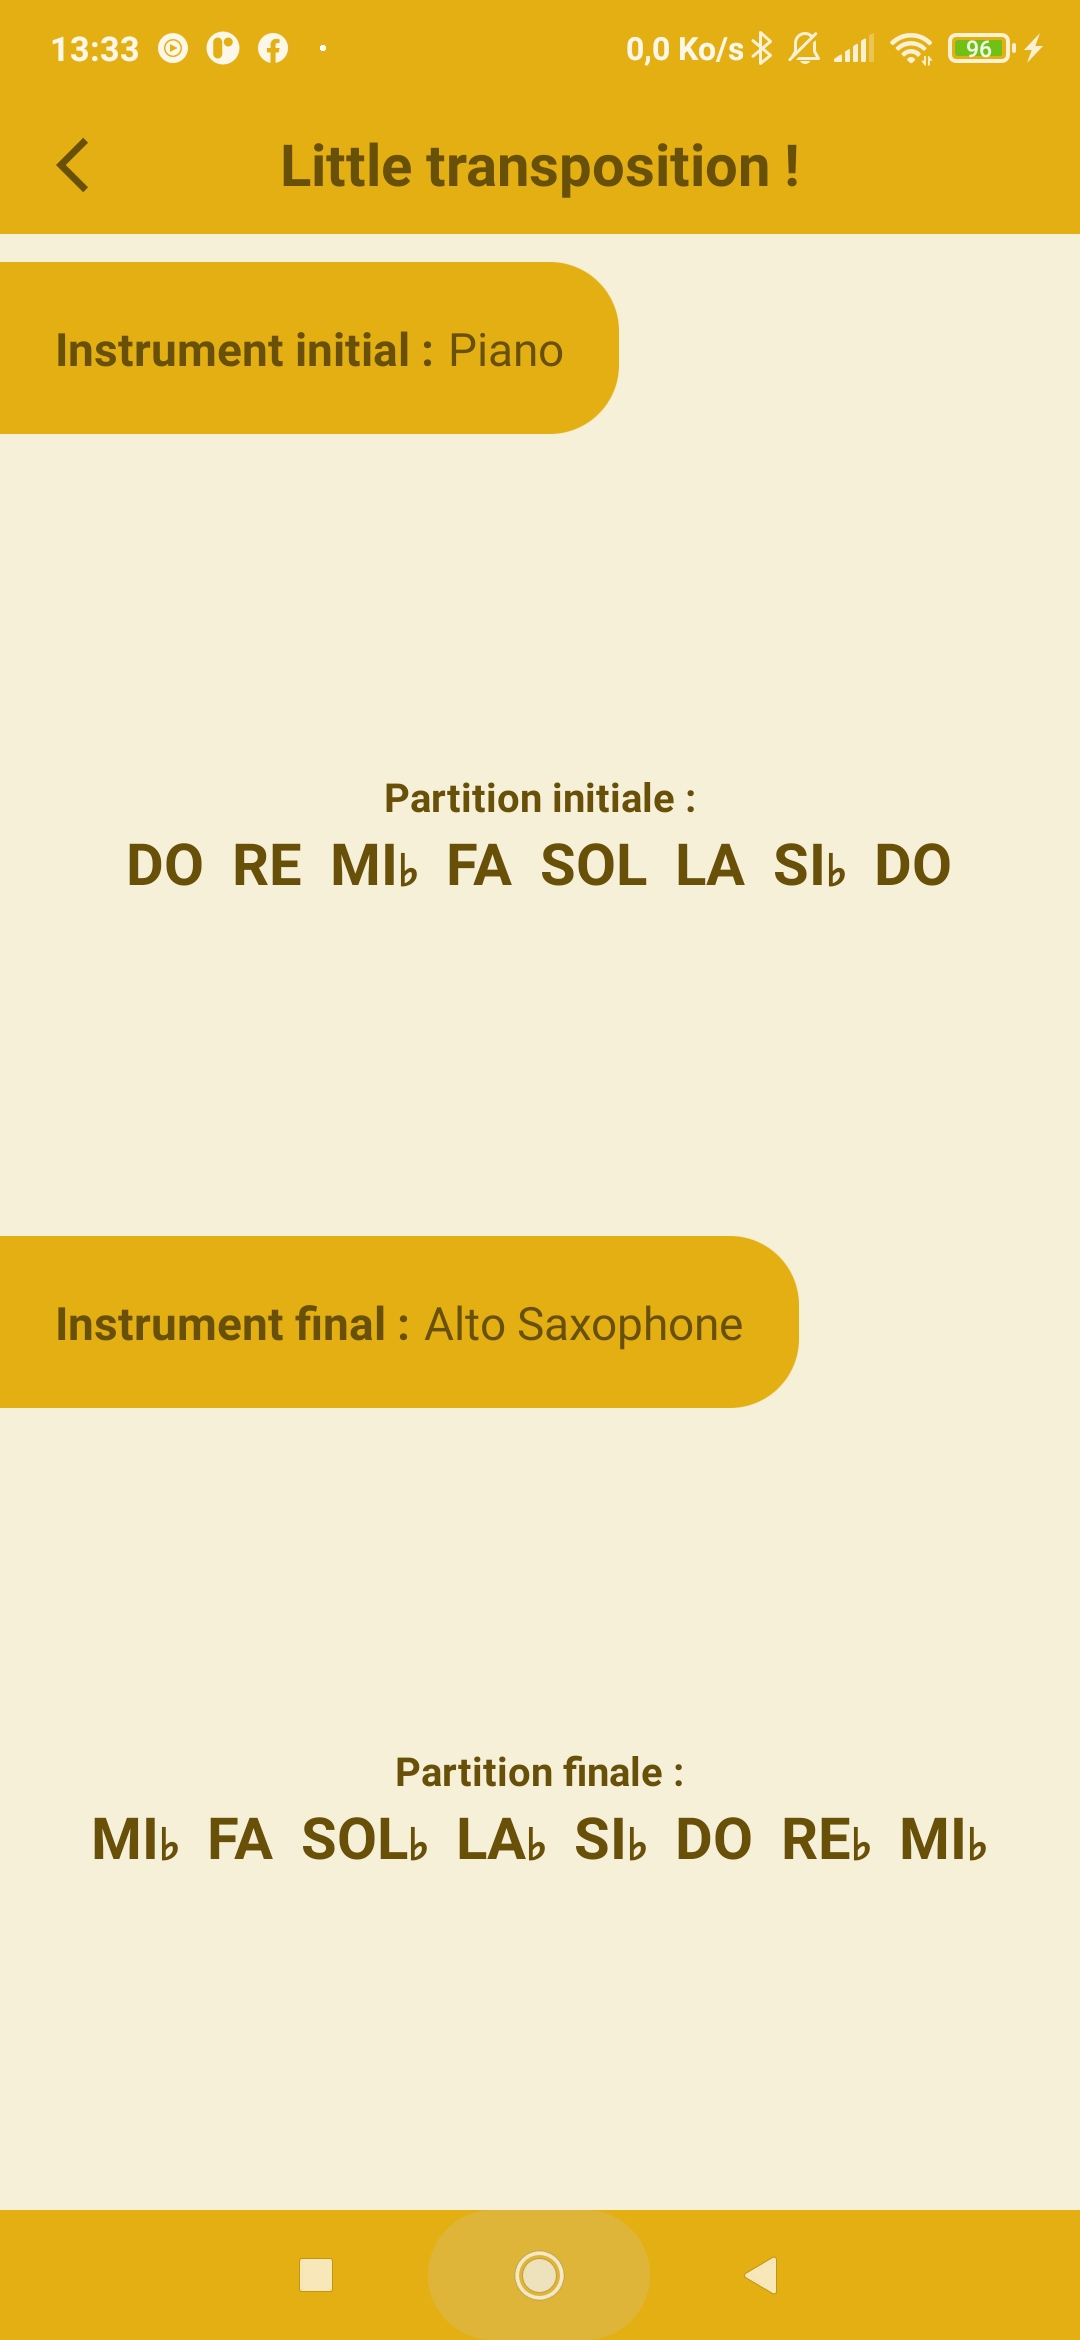 13:33 0,0 Ko/s 96
Little transposition !
Instrument initial : Piano
Partition initiale :
DO RE MI♭ FA SOL LA SI♭ DO
Instrument final : Alto Saxophone
Partition finale :
MI♭ FA SOL♭ LA♭ SI♭ DO RE♭ MI♭